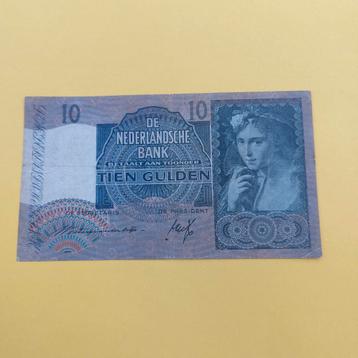 10
10
DE
NEDERLANDSCHE
BANK
BETAALT AAN TOONDER
TIEN GULDEN
DE SECRETARIS DE PRESIDENT